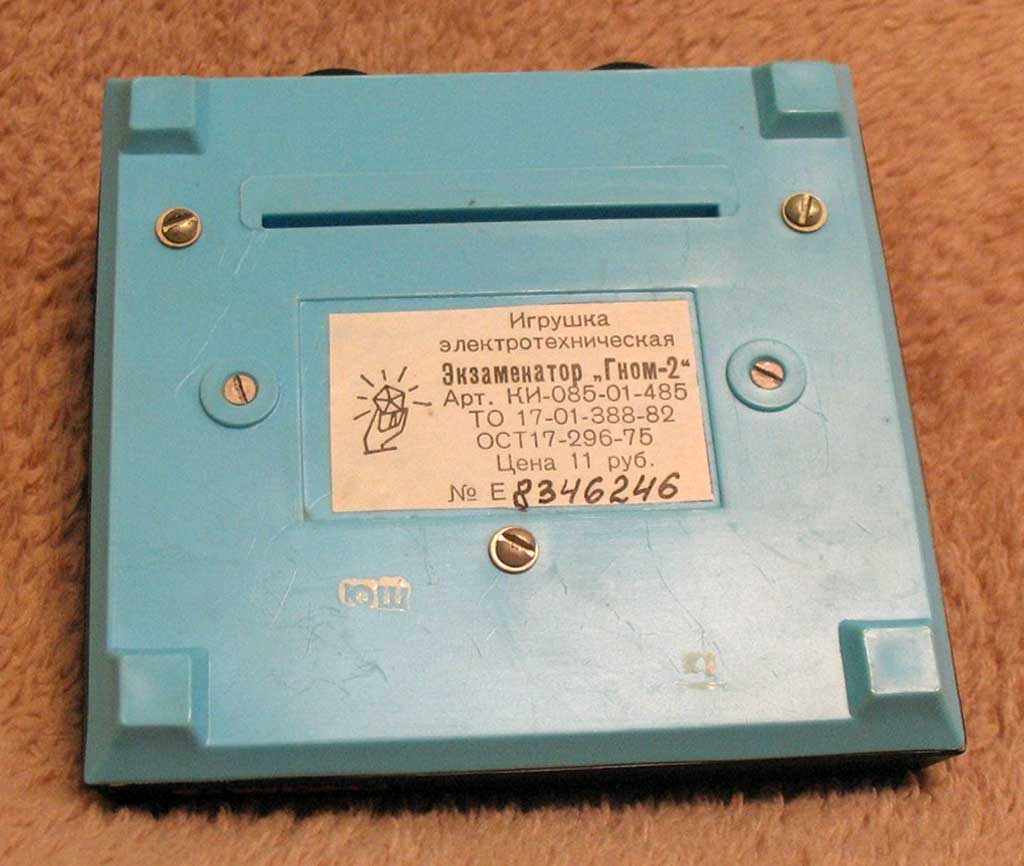 Игрушка
электротехническая
Экзаменатор „Гном-2“
Арт. КИ-085-01-485
ТО 17-01-388-82
ОСТ17-296-75
Цена 11 руб.
№ Е 8346246
ЮШ